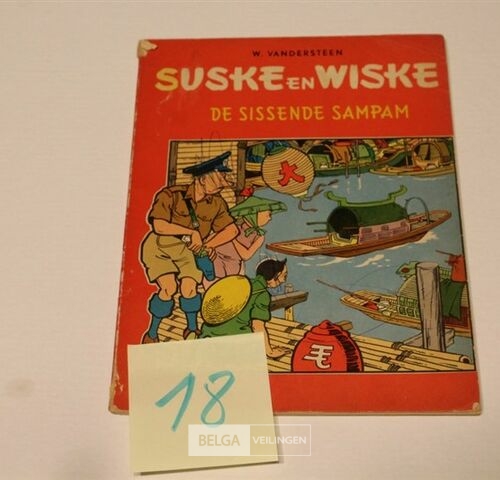 W. VANDERSTEEN
SUSKE EN WISKE
DE SISSENDE SAMPAM
大
18
BELGA VEILINGEN